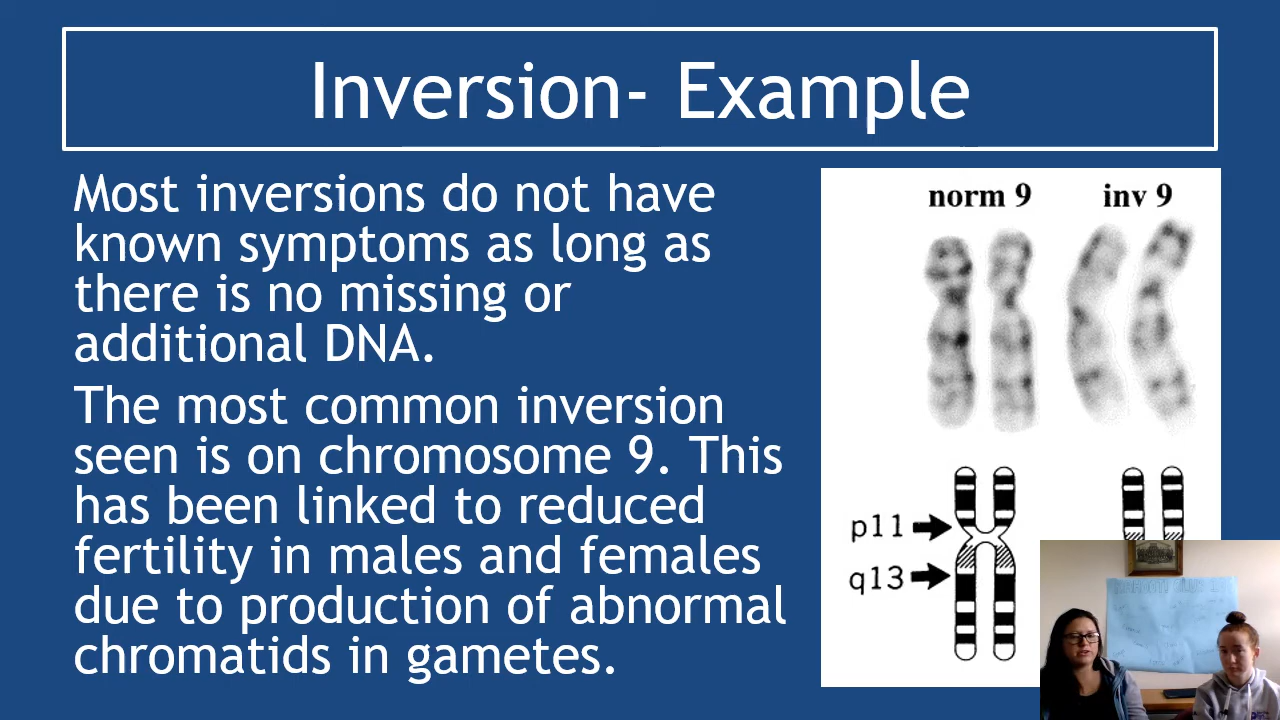 Inversion- Example
Most inversions do not have
known symptoms as long as
there is no missing or
additional DNA.
The most common inversion
seen is on chromosome 9. This
has been linked to reduced
fertility in males and females
due to production of abnormal
chromatids in gametes.
norm 9
inv 9
p11
q13